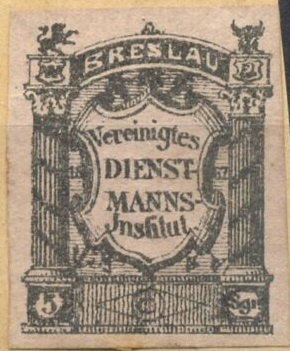 BRESLAU
Vereinigtes
DIENST-
MANNS-
Institut
5 Sgr